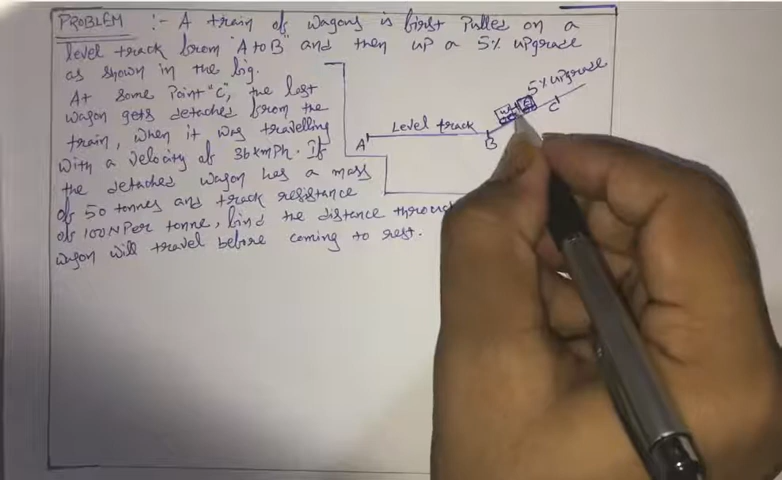 PROBLEM :- A train of wagons is first pulled on a
level track from "A to B" and then up a 5% upgrade
as shown in the fig.
At some Point "C", the last
wagon gets detached from the
train, when it was travelling
with a velocity of 36 kmph. If
the detached wagon has a mass
of 50 tonnes and track resistance
of 100N Per tonne, find the distance through
wagon will travel before coming to rest.
5% upgrade
Level track
A
B
C